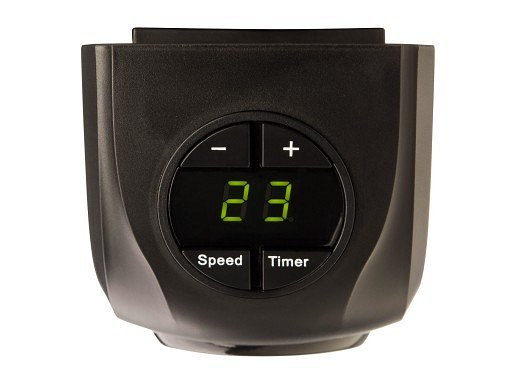 − +
23
Speed Timer